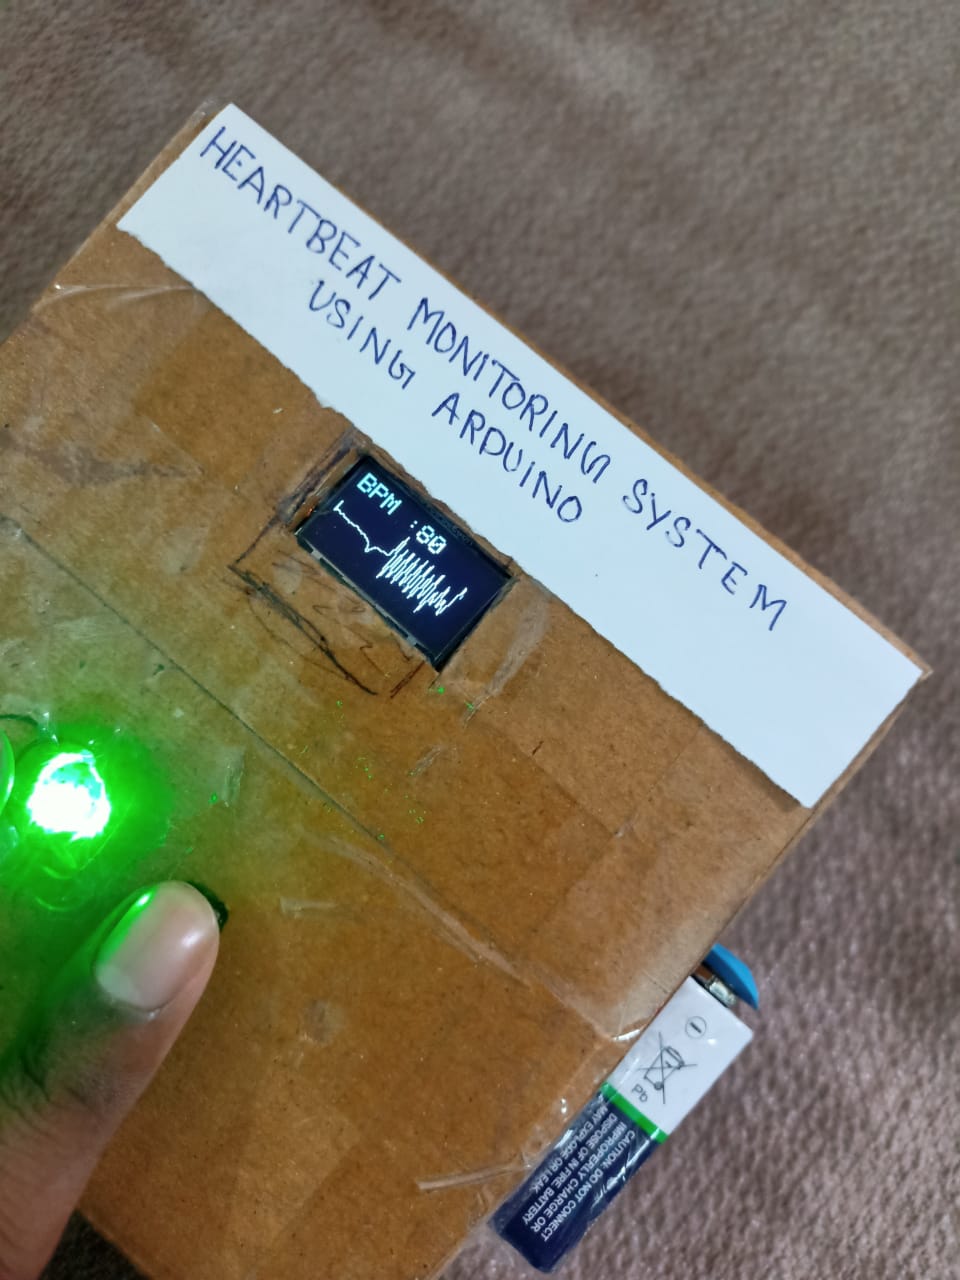 HEARTBEAT MONITORING SYSTEM
USING ARDUINO
BPM :80
Pb
CAUTION: DO NOT CONNECT
IMPROPERLY CHARGE OR
DISPOSE OF IN FIRE BATTERY
MAY EXPLODE OR LEAK.